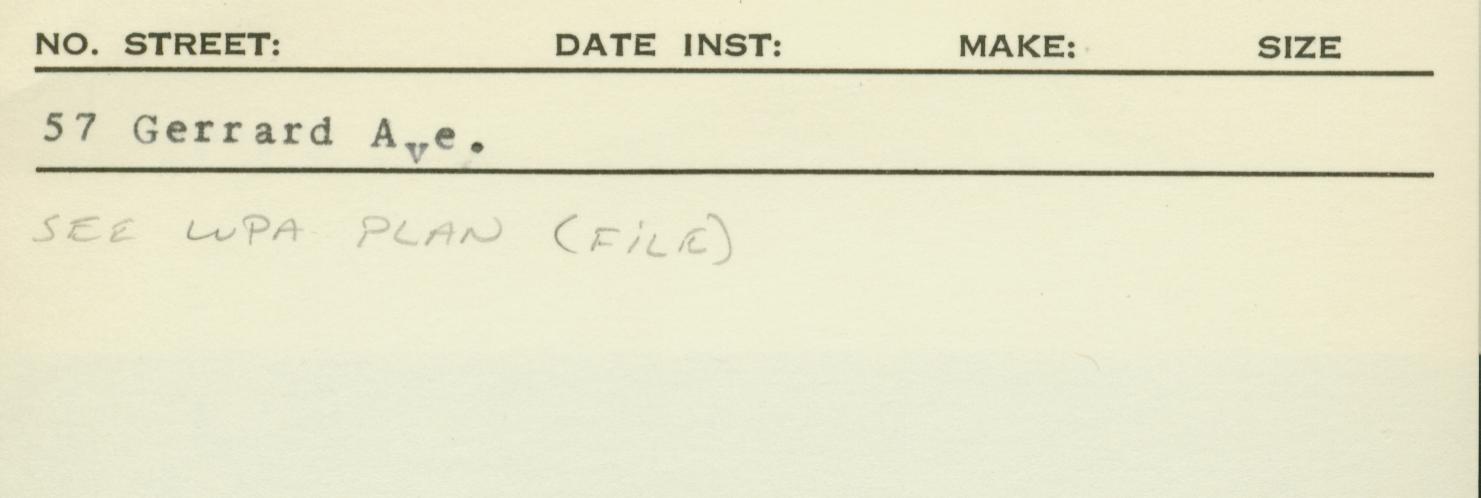 NO. STREET: DATE INST: MAKE: SIZE
57 Gerrard Ave.
SEE WPA PLAN (FILE)